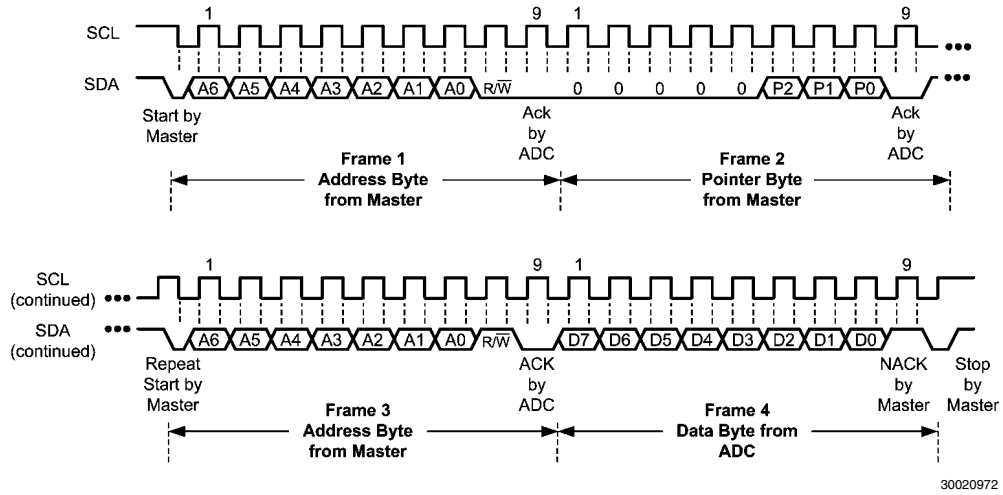 1 9 1 9
SCL
SDA A6 A5 A4 A3 A2 A1 A0 R/W̅ 0 0 0 0 0 P2 P1 P0
Start by
Master
Ack
by
ADC
Ack
by
ADC
Frame 1
Address Byte
from Master
Frame 2
Pointer Byte
from Master
1 9 1 9
SCL
(continued)
SDA
(continued)
A6 A5 A4 A3 A2 A1 A0 R/W̅ D7 D6 D5 D4 D3 D2 D1 D0
Repeat
Start by
Master
ACK
by
ADC
NACK
by
Master
Stop
by
Master
Frame 3
Address Byte
from Master
Frame 4
Data Byte from
ADC
30020972